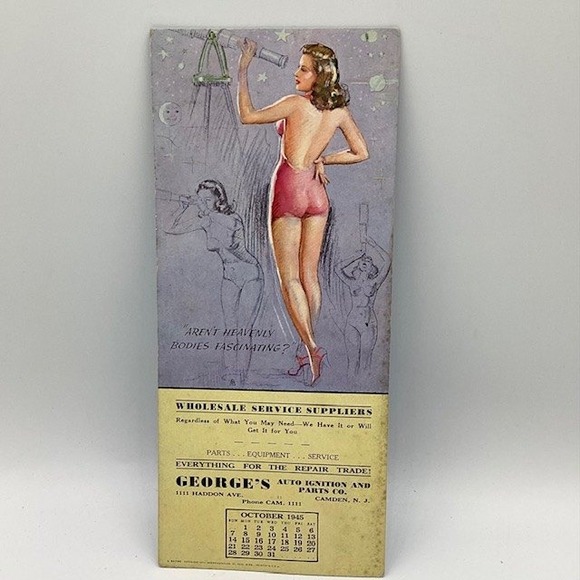 "AREN'T HEAVENLY
BODIES FASCINATING?"
WHOLESALE SERVICE SUPPLIERS
Regardless of What You May Need—We Have It or Will
Get it for You
PARTS . . . EQUIPMENT . . . SERVICE
EVERYTHING FOR THE REPAIR TRADE!
GEORGE'S AUTO IGNITION AND
PARTS CO.
1111 HADDON AVE. CAMDEN, N. J.
Phone CAM. 1111
OCTOBER 1945
SUN MON TUE WED THU FRI SAT
1 2 3 4 5 6
7 8 9 10 11 12 13
14 15 16 17 18 19 20
21 22 23 24 25 26 27
28 29 30 31